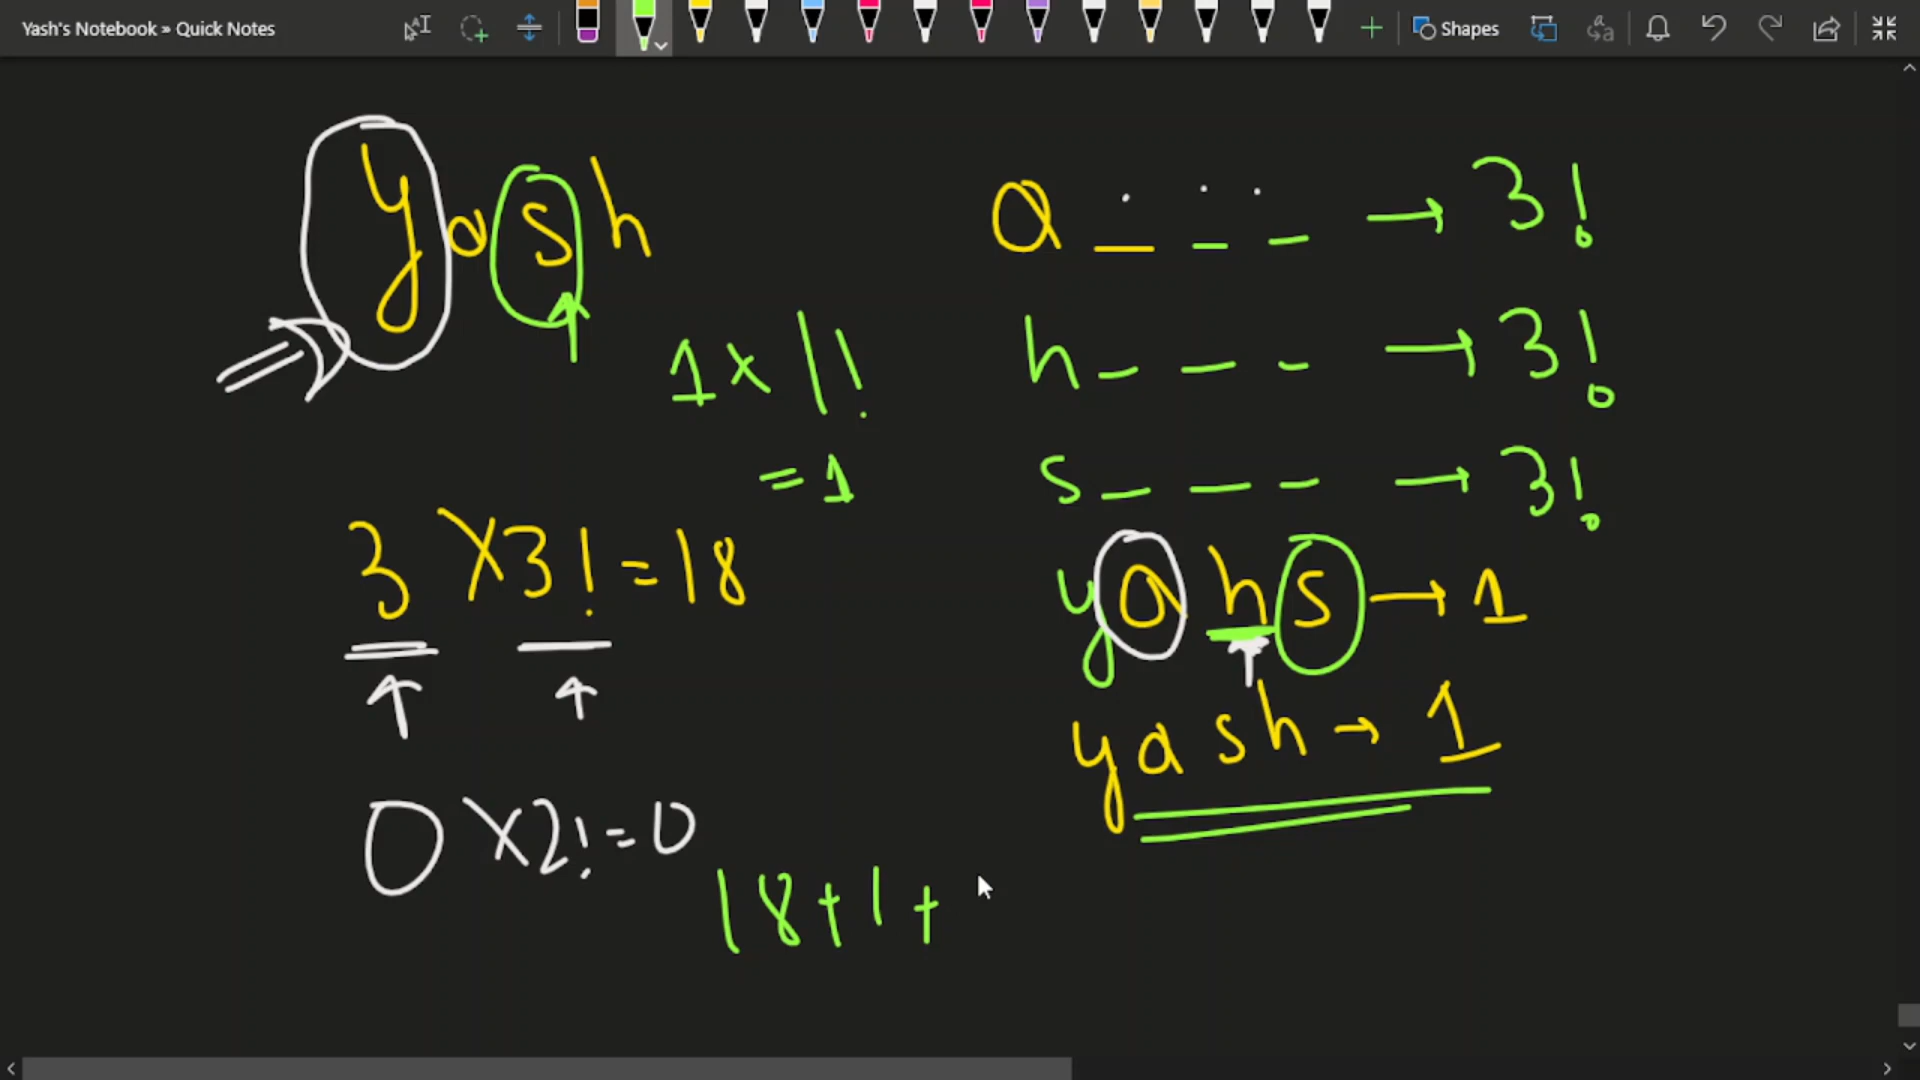 Yash's Notebook » Quick Notes
Shapes
yash
a _ _ _ → 3!
1 x 1!
= 1
h _ _ _ → 3!
s _ _ _ → 3!
3 x 3! = 18
yahs → 1
yash → 1
0 x 2! = 0
18 + 1 +